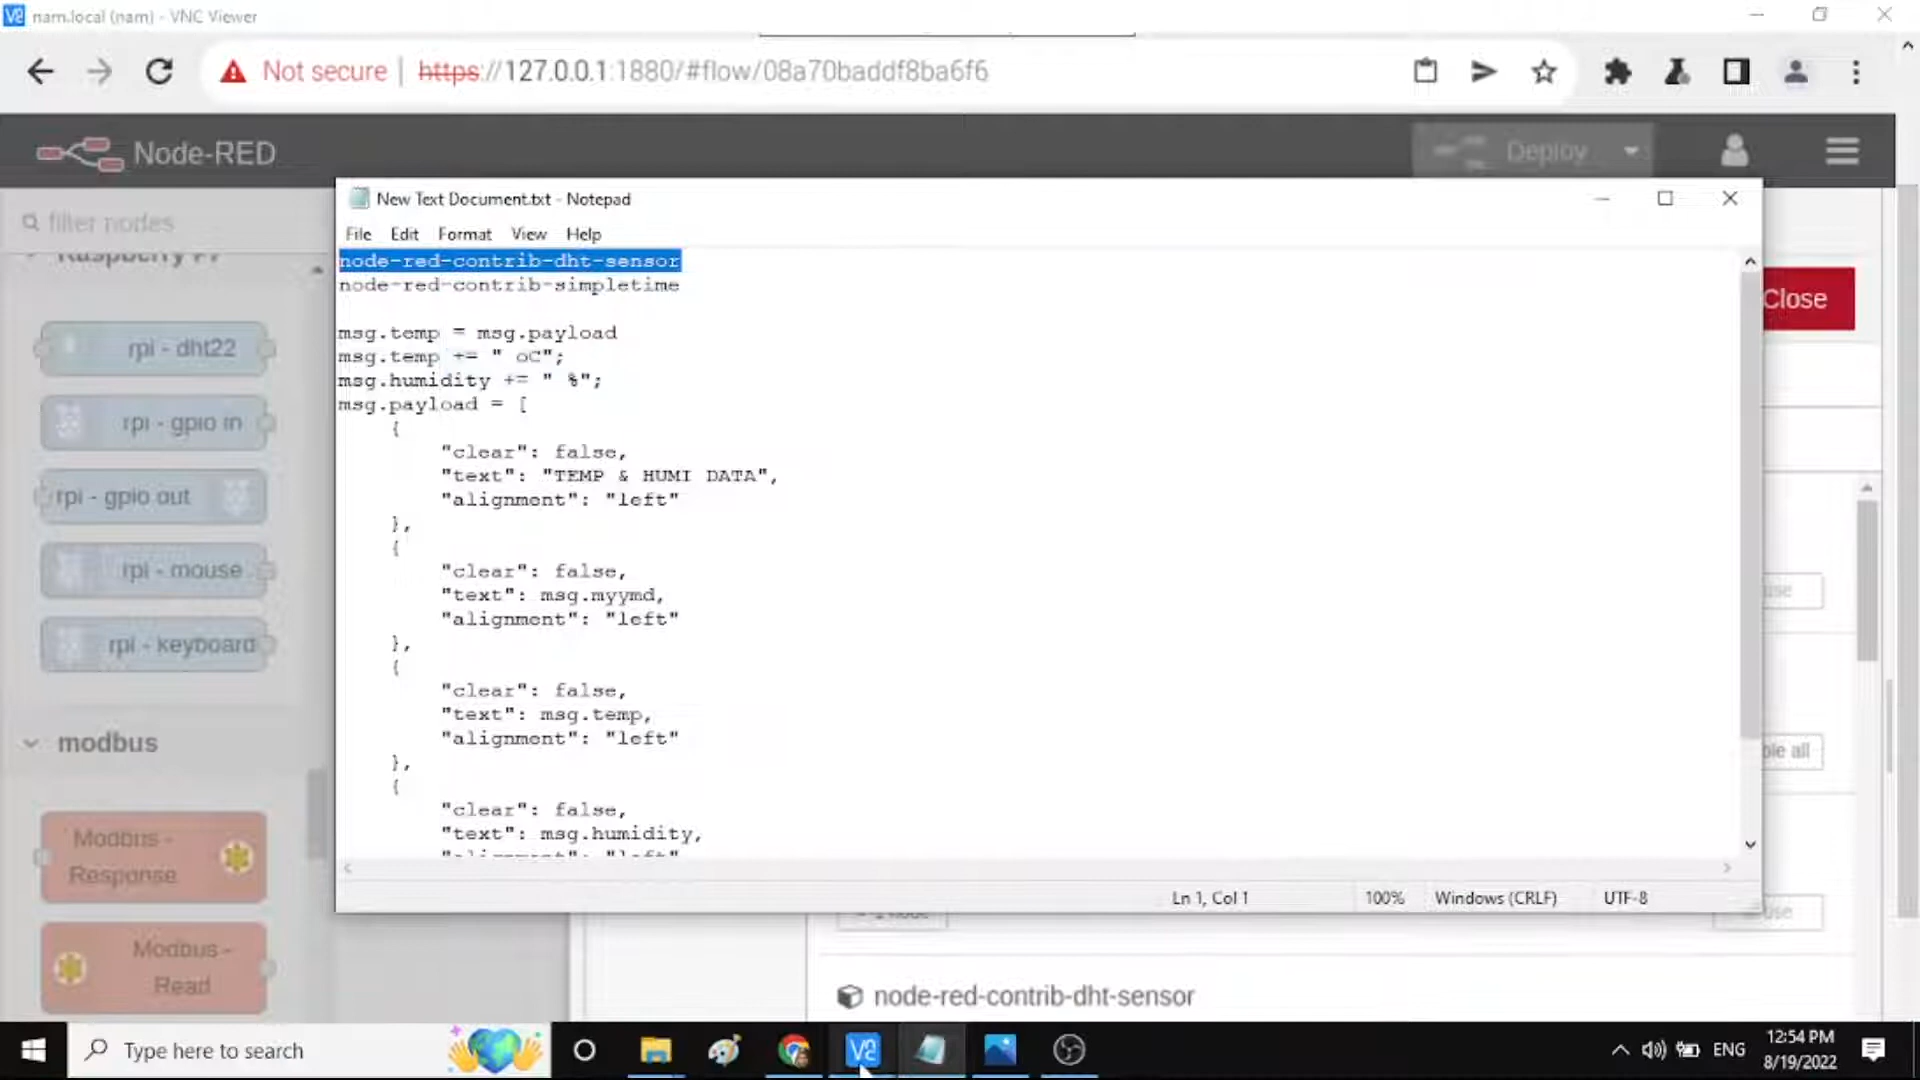 nam.local (nam) - VNC Viewer
Not secure | https://127.0.0.1:1880/#flow/08a70baddf8ba6f6
Node-RED
Deploy
filter nodes
Raspberry Pi
rpi - dht22
rpi - gpio in
rpi - gpio out
rpi - mouse
rpi - keyboard
modbus
Modbus -
Response
Modbus -
Read
New Text Document.txt - Notepad
File Edit Format View Help
node-red-contrib-dht-sensor
node-red-contrib-simpletime
msg.temp = msg.payload
msg.temp += " oC";
msg.humidity += " %";
msg.payload = [
{
"clear": false,
"text": "TEMP & HUMI DATA",
"alignment": "left"
},
{
"clear": false,
"text": msg.myymd,
"alignment": "left"
},
{
"clear": false,
"text": msg.temp,
"alignment": "left"
},
{
"clear": false,
"text": msg.humidity,
"alignment": "left"
Ln 1, Col 1
100%
Windows (CRLF)
UTF-8
Close
node-red-contrib-dht-sensor
Type here to search
ENG
12:54 PM
8/19/2022